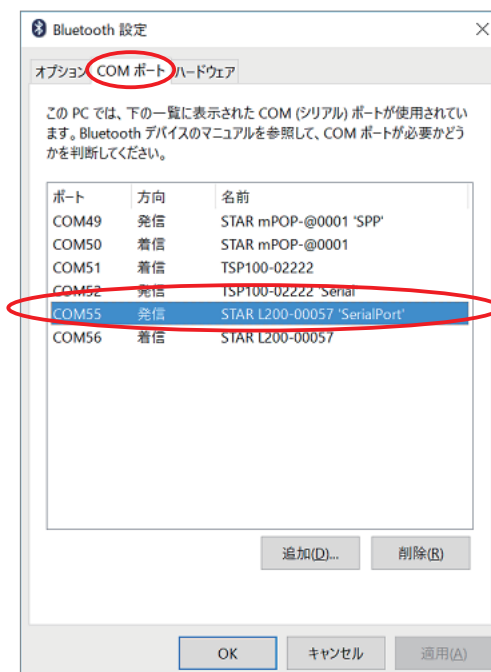 Bluetooth 設定
オプション COM ポート ハードウェア
この PC では、下の一覧に表示された COM (シリアル) ポートが使用されてい
ます。Bluetooth デバイスのマニュアルを参照して、COM ポートが必要かどう
かを判断してください。
ポート 方向 名前
COM49 発信 STAR mPOP-@0001 'SPP'
COM50 着信 STAR mPOP-@0001
COM51 着信 TSP100-02222
COM52 発信 TSP100-02222 'Serial
COM55 発信 STAR L200-00057 'SerialPort'
COM56 着信 STAR L200-00057
追加(D)... 削除(R)
OK キャンセル 適用(A)